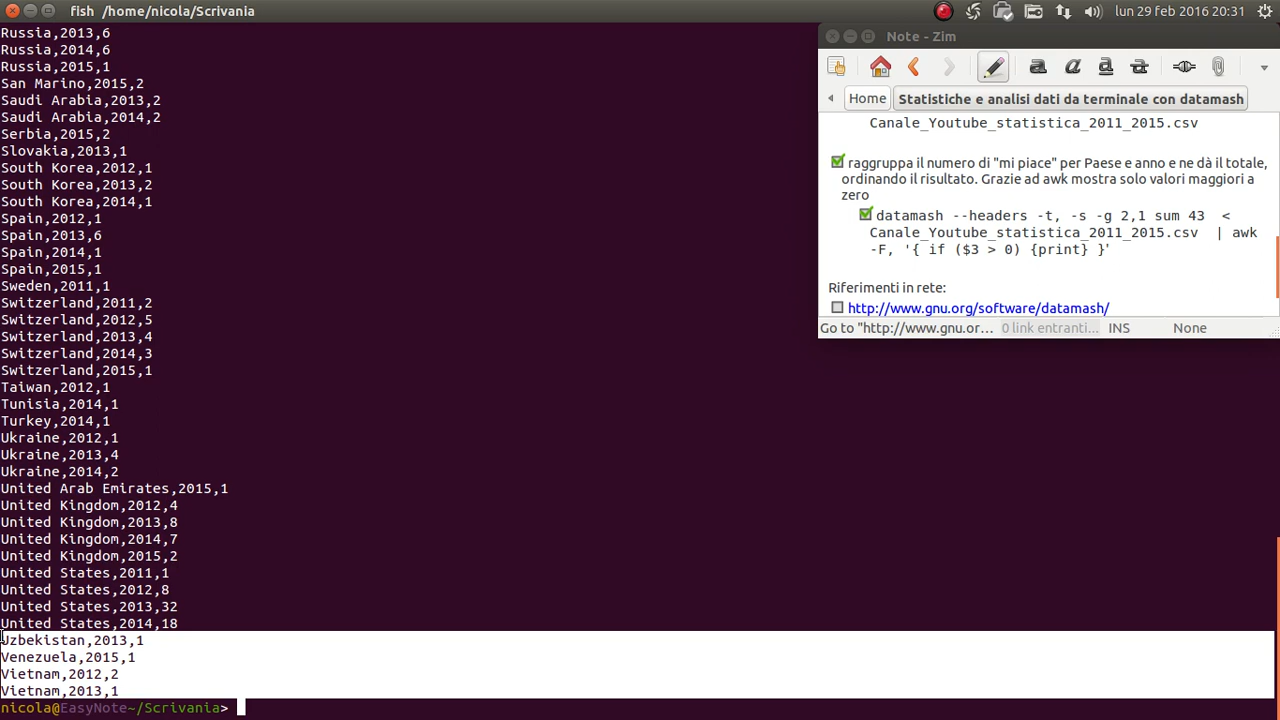 fish /home/nicola/Scrivania
lun 29 feb 2016 20:31
Russia,2013,6
Russia,2014,6
Russia,2015,1
San Marino,2015,2
Saudi Arabia,2013,2
Saudi Arabia,2014,2
Serbia,2015,2
Slovakia,2013,1
South Korea,2012,1
South Korea,2013,2
South Korea,2014,1
Spain,2012,1
Spain,2013,6
Spain,2014,1
Spain,2015,1
Sweden,2011,1
Switzerland,2011,2
Switzerland,2012,5
Switzerland,2013,4
Switzerland,2014,3
Switzerland,2015,1
Taiwan,2012,1
Tunisia,2014,1
Turkey,2014,1
Ukraine,2012,1
Ukraine,2013,4
Ukraine,2014,2
United Arab Emirates,2015,1
United Kingdom,2012,4
United Kingdom,2013,8
United Kingdom,2014,7
United Kingdom,2015,2
United States,2011,1
United States,2012,8
United States,2013,32
United States,2014,18
Uzbekistan,2013,1
Venezuela,2015,1
Vietnam,2012,2
Vietnam,2013,1
nicola@EasyNote~/Scrivania>
Note - Zim
Home
Statistiche e analisi dati da terminale con datamash
Canale_Youtube_statistica_2011_2015.csv
raggruppa il numero di "mi piace" per Paese e anno e ne dà il totale,
ordinando il risultato. Grazie ad awk mostra solo valori maggiori a
zero
datamash --headers -t, -s -g 2,1 sum 43 <
Canale_Youtube_statistica_2011_2015.csv | awk
-F, '{ if ($3 > 0) {print} }'
Riferimenti in rete:
http://www.gnu.org/software/datamash/
Go to "http://www.gnu.or... 0 link entranti... INS None